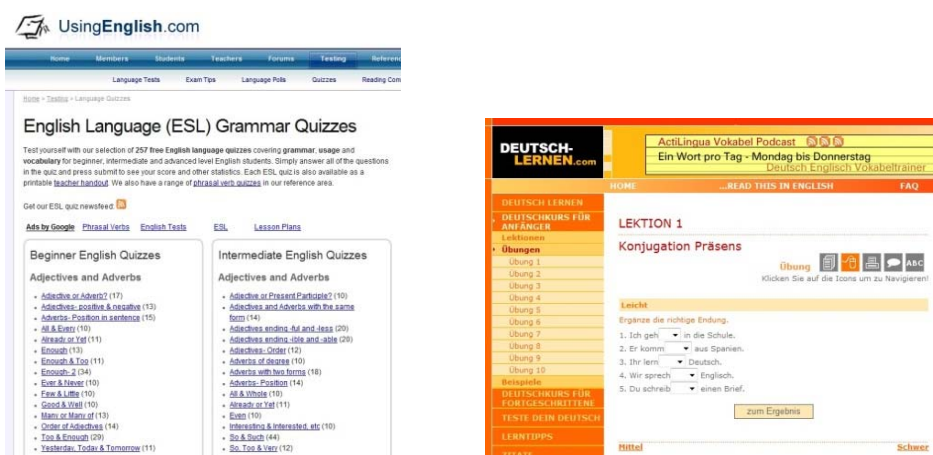 UsingEnglish.com
Home Members Students Teachers Forums Testing Referenc
Language Tests Exam Tips Language Polls Quizzes Reading Com
Home > Testing > Language Quizzes
English Language (ESL) Grammar Quizzes
Test yourself with our selection of 257 free English language quizzes covering grammar, usage and
vocabulary for beginner, intermediate and advanced level English students. Simply answer all of the questions
in the quiz and press submit to see your score and other statistics. Each ESL quiz is also available as a
printable teacher handout. We also have a range of phrasal verb quizzes in our reference area.
Get our ESL quiz newsfeed:
Ads by Google Phrasal Verbs English Tests ESL Lesson Plans
Beginner English Quizzes
Adjectives and Adverbs
Adjective or Adverb? (17)
Adjectives- positive & negative (13)
Adverbs- Position in sentence (15)
All & Every (10)
Already or Yet (11)
Enough (13)
Enough & Too (11)
Enough- 2 (34)
Ever & Never (10)
Few & Little (10)
Good & Well (10)
Many or Many of (13)
Order of Adjectives (14)
Too & Enough (29)
Yesterday, Today & Tomorrow (11)
Intermediate English Quizzes
Adjectives and Adverbs
Adjective or Present Participle? (10)
Adjectives and Adverbs with the same
form (14)
Adjectives ending -ful and -less (20)
Adjectives ending -ible and -able (20)
Adjectives- Order (12)
Adverbs of degree (10)
Adverbs with two forms (18)
Adverbs- Position (14)
All & Whole (10)
Already or Yet (11)
Even (10)
Interesting & Interested, etc (10)
So & Such (44)
So, Too & Very (12)
DEUTSCH-
LERNEN.com
ActiLingua Vokabel Podcast
Ein Wort pro Tag - Mondag bis Donnerstag
Deutsch Englisch Vokabeltrainer
HOME ...READ THIS IN ENGLISH FAQ
DEUTSCH LERNEN
DEUTSCHKURS FÜR
ANFÄNGER
Lektionen
Übungen
Übung 1
Übung 2
Übung 3
Übung 4
Übung 5
Übung 6
Übung 7
Übung 8
Übung 9
Übung 10
Beispiele
DEUTSCHKURS FÜR
FORTGESCHRITTENE
TESTE DEIN DEUTSCH
LERNTIPPS
ZITATE
LEKTION 1
Konjugation Präsens
Übung ABC
Klicken Sie auf die Icons um zu Navigieren!
Leicht
Ergänze die richtige Endung.
1. Ich geh in die Schule.
2. Er komm aus Spanien.
3. Ihr lern Deutsch.
4. Wir sprech Englisch.
5. Du schreib einen Brief.
zum Ergebnis
Mittel Schwer